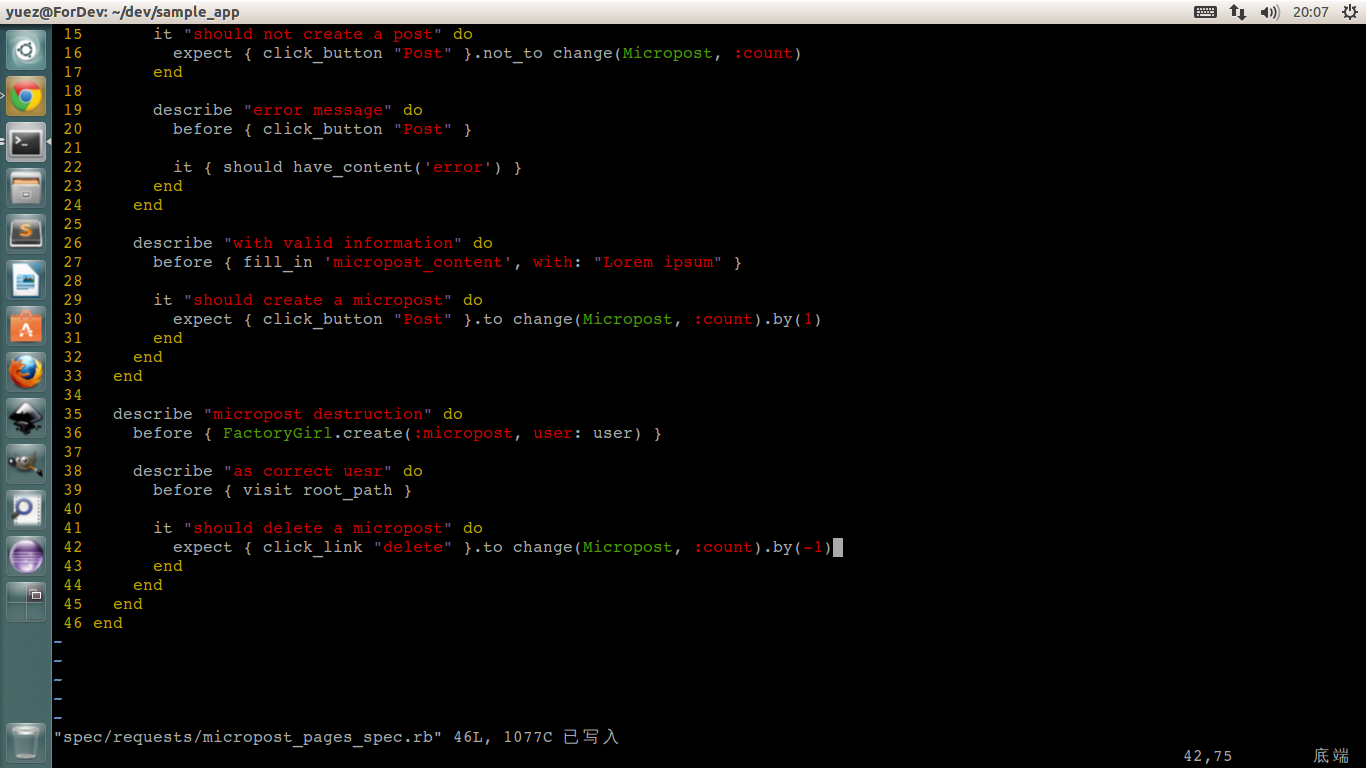 yuez@ForDev: ~/dev/sample_app
20:07
15       it "should not create a post" do
16         expect { click_button "Post" }.not_to change(Micropost, :count)
17       end
18
19       describe "error message" do
20         before { click_button "Post" }
21
22         it { should have_content('error') }
23       end
24     end
25
26     describe "with valid information" do
27       before { fill_in 'micropost_content', with: "Lorem ipsum" }
28
29       it "should create a micropost" do
30         expect { click_button "Post" }.to change(Micropost, :count).by(1)
31       end
32     end
33   end
34
35   describe "micropost destruction" do
36     before { FactoryGirl.create(:micropost, user: user) }
37
38     describe "as correct uesr" do
39       before { visit root_path }
40
41       it "should delete a micropost" do
42         expect { click_link "delete" }.to change(Micropost, :count).by(-1)
43       end
44     end
45   end
46 end
~
~
~
~
~
"spec/requests/micropost_pages_spec.rb" 46L, 1077C 已写入
42,75 底端